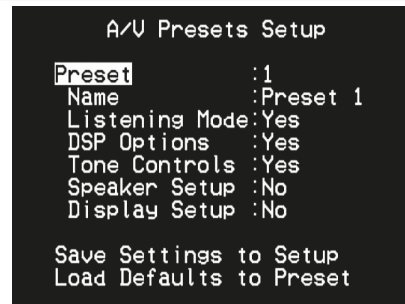 A/V Presets Setup
Preset :1
Name :Preset 1
Listening Mode:Yes
DSP Options :Yes
Tone Controls :Yes
Speaker Setup :No
Display Setup :No
Save Settings to Setup
Load Defaults to Preset